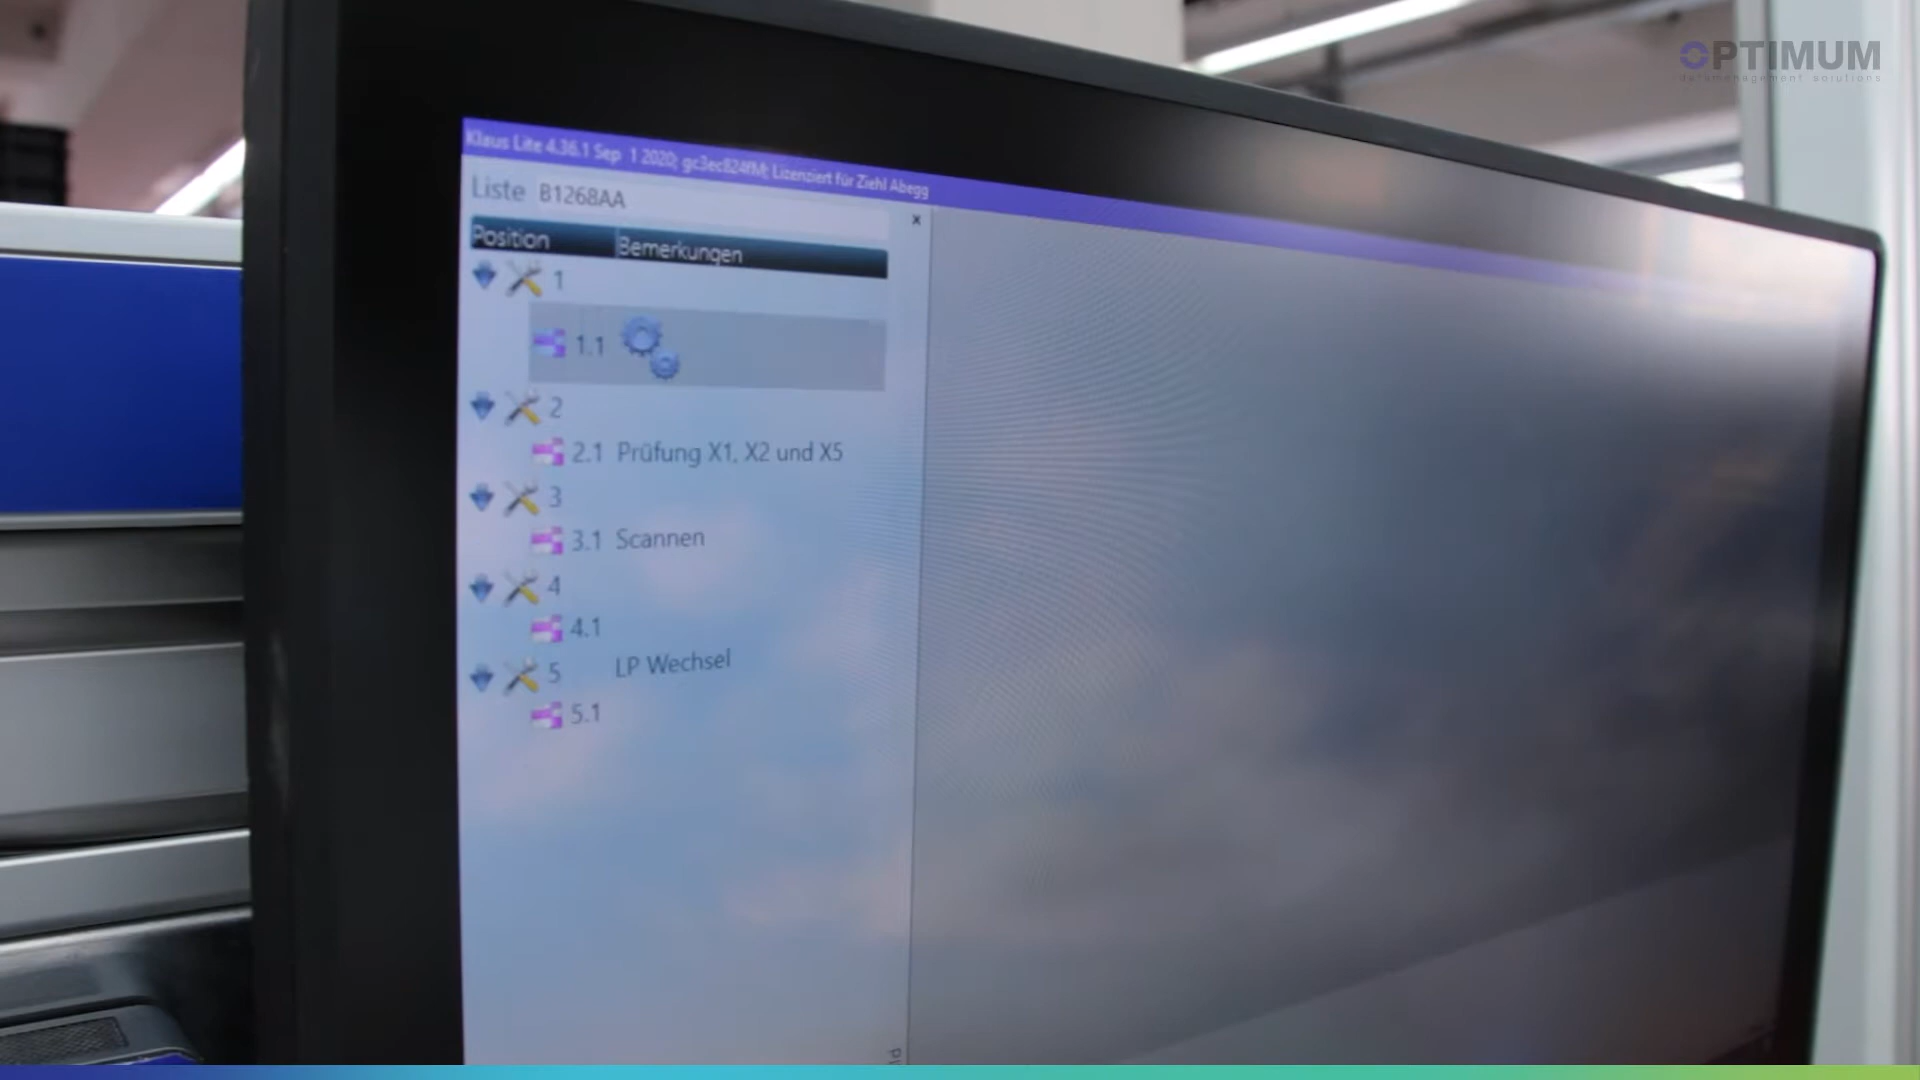 OPTIMUM
datamanagement solutions
Klaus Lite 4.36.1 Sep 1 2020; gc3ec824fM; Lizenziert für Ziehl Abegg
Liste B1268AA
x
Position Bemerkungen
1
1.1
2
2.1 Prüfung X1, X2 und X5
3
3.1 Scannen
4
4.1
5 LP Wechsel
5.1